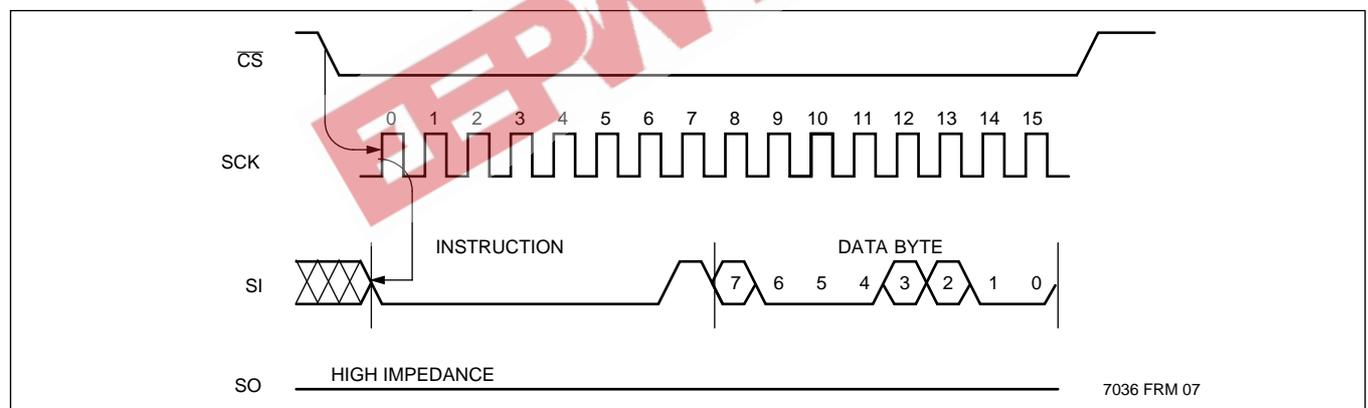 CS
0 1 2 3 4 5 6 7 8 9 10 11 12 13 14 15
SCK
INSTRUCTION DATA BYTE
SI
7 6 5 4 3 2 1 0
HIGH IMPEDANCE
SO
7036 FRM 07